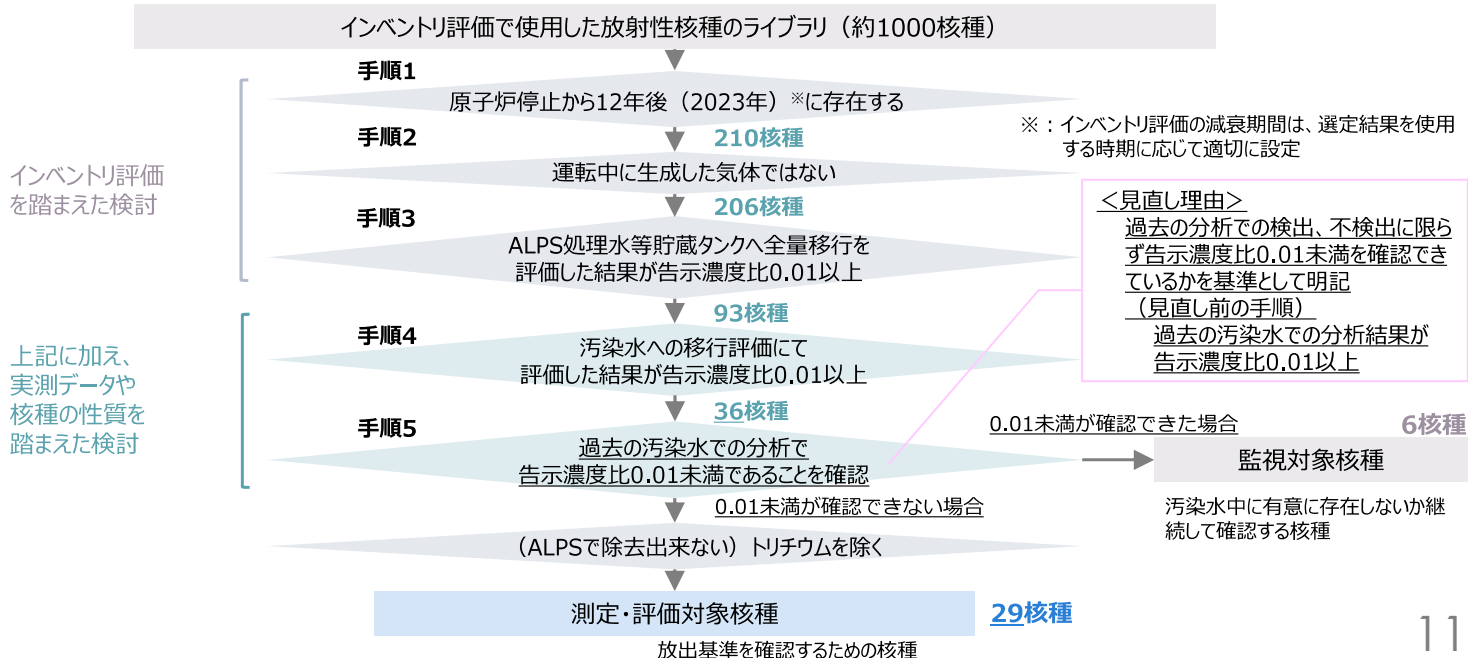 インベントリ評価で使用した放射性核種のライブラリ（約1000核種）
手順1
原子炉停止から12年後（2023年）※に存在する
手順2
210核種
※：インベントリ評価の減衰期間は、選定結果を使用
する時期に応じて適切に設定
運転中に生成した気体ではない
インベントリ評価
を踏まえた検討
手順3
206核種
ALPS処理水等貯蔵タンクへ全量移行を
評価した結果が告示濃度比0.01以上
＜見直し理由＞
過去の分析での検出、不検出に限ら
ず告示濃度比0.01未満を確認でき
ているかを基準として明記
（見直し前の手順）
過去の汚染水での分析結果が
告示濃度比0.01以上
93核種
手順4
汚染水への移行評価にて
評価した結果が告示濃度比0.01以上
上記に加え、
実測データや
核種の性質を
踏まえた検討
36核種
手順5
過去の汚染水での分析で
告示濃度比0.01未満であることを確認
0.01未満が確認できた場合
6核種
監視対象核種
汚染水中に有意に存在しないか継
続して確認する核種
0.01未満が確認できない場合
（ALPSで除去出来ない）トリチウムを除く
測定・評価対象核種
29核種
放出基準を確認するための核種
11